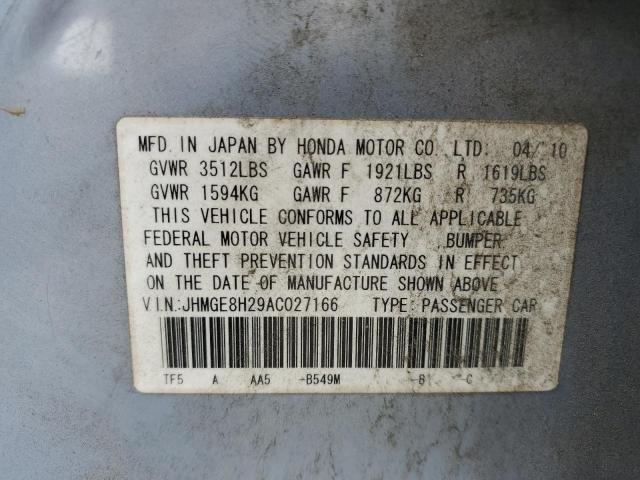 MFD. IN JAPAN BY HONDA MOTOR CO. LTD. 04/10
GVWR 3512LBS GAWR F 1921LBS R 1619LBS
GVWR 1594KG GAWR F 872KG R 735KG
THIS VEHICLE CONFORMS TO ALL APPLICABLE
FEDERAL MOTOR VEHICLE SAFETY BUMPER
AND THEFT PREVENTION STANDARDS IN EFFECT
ON THE DATE OF MANUFACTURE SHOWN ABOVE
V.I.N.:JHMGE8H29AC027166 TYPE: PASSENGER CAR
TF5 A AA5 -B549M -B C